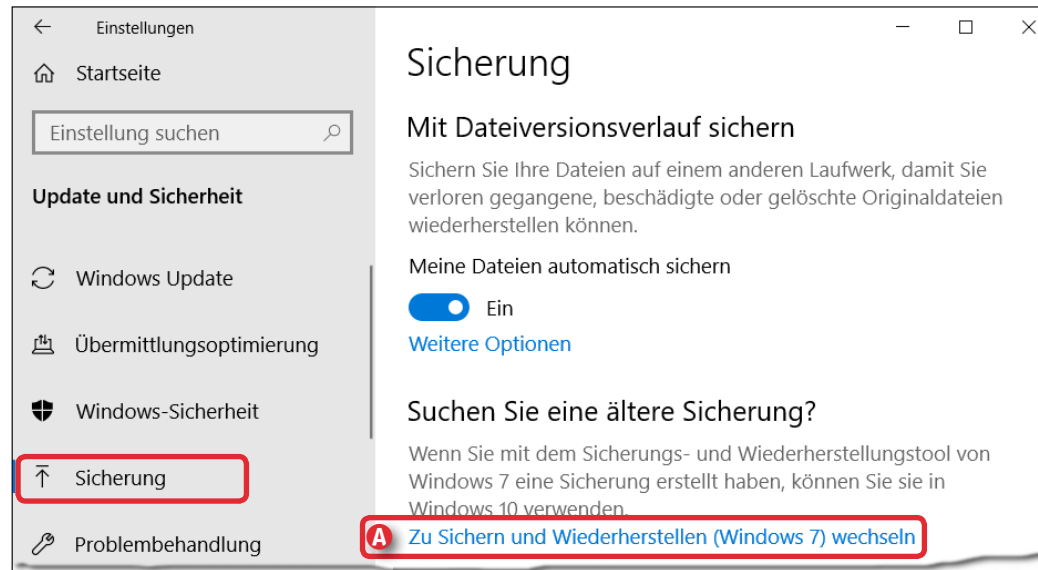 Einstellungen
Startseite
Einstellung suchen
Update und Sicherheit
Windows Update
Übermittlungsoptimierung
Windows-Sicherheit
Sicherung
Problembehandlung
Sicherung
Mit Dateiversionsverlauf sichern
Sichern Sie Ihre Dateien auf einem anderen Laufwerk, damit Sie
verloren gegangene, beschädigte oder gelöschte Originaldateien
wiederherstellen können.
Meine Dateien automatisch sichern
Ein
Weitere Optionen
Suchen Sie eine ältere Sicherung?
Wenn Sie mit dem Sicherungs- und Wiederherstellungstool von
Windows 7 eine Sicherung erstellt haben, können Sie sie in
Windows 10 verwenden.
A Zu Sichern und Wiederherstellen (Windows 7) wechseln